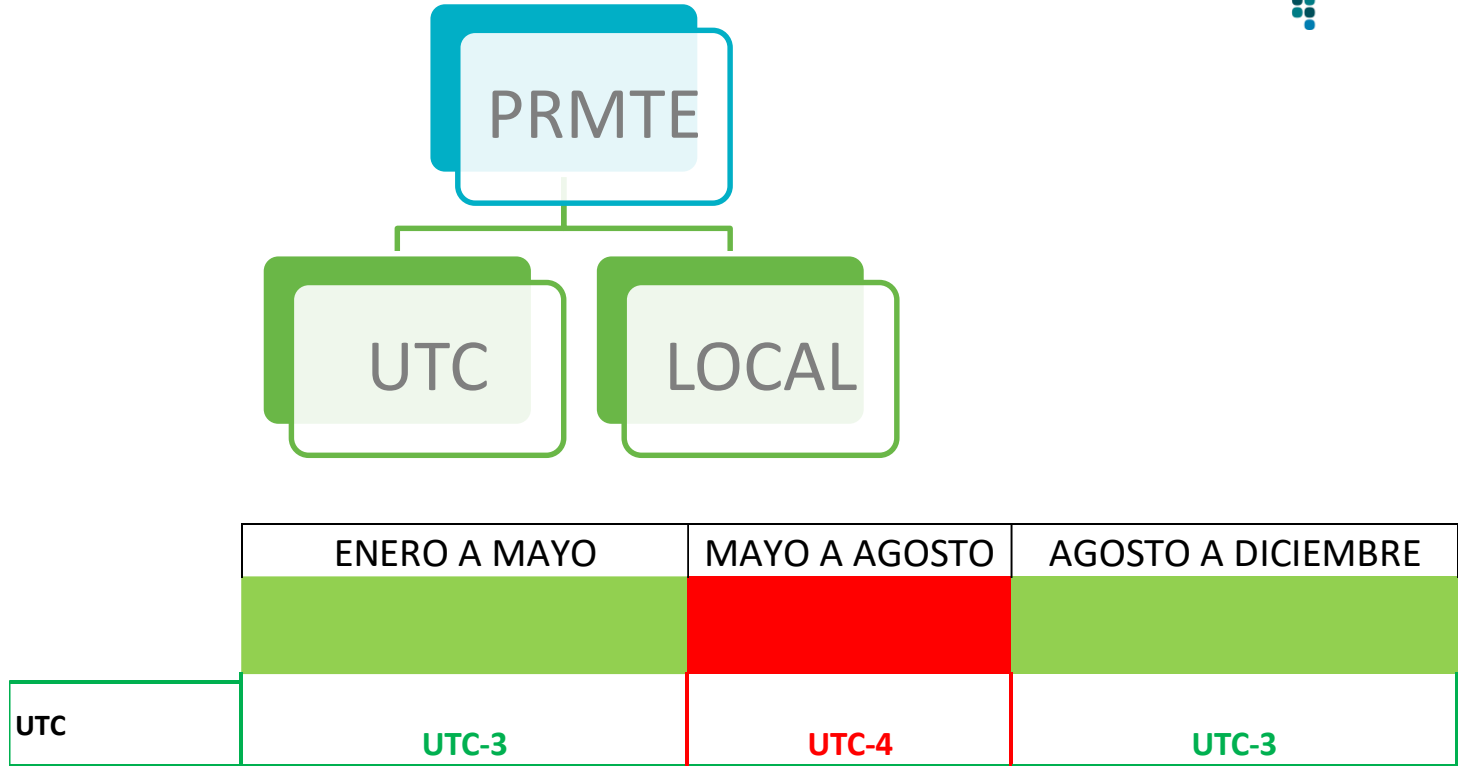 PRMTE
UTC LOCAL
ENERO A MAYO MAYO A AGOSTO AGOSTO A DICIEMBRE
UTC UTC-3 UTC-4 UTC-3